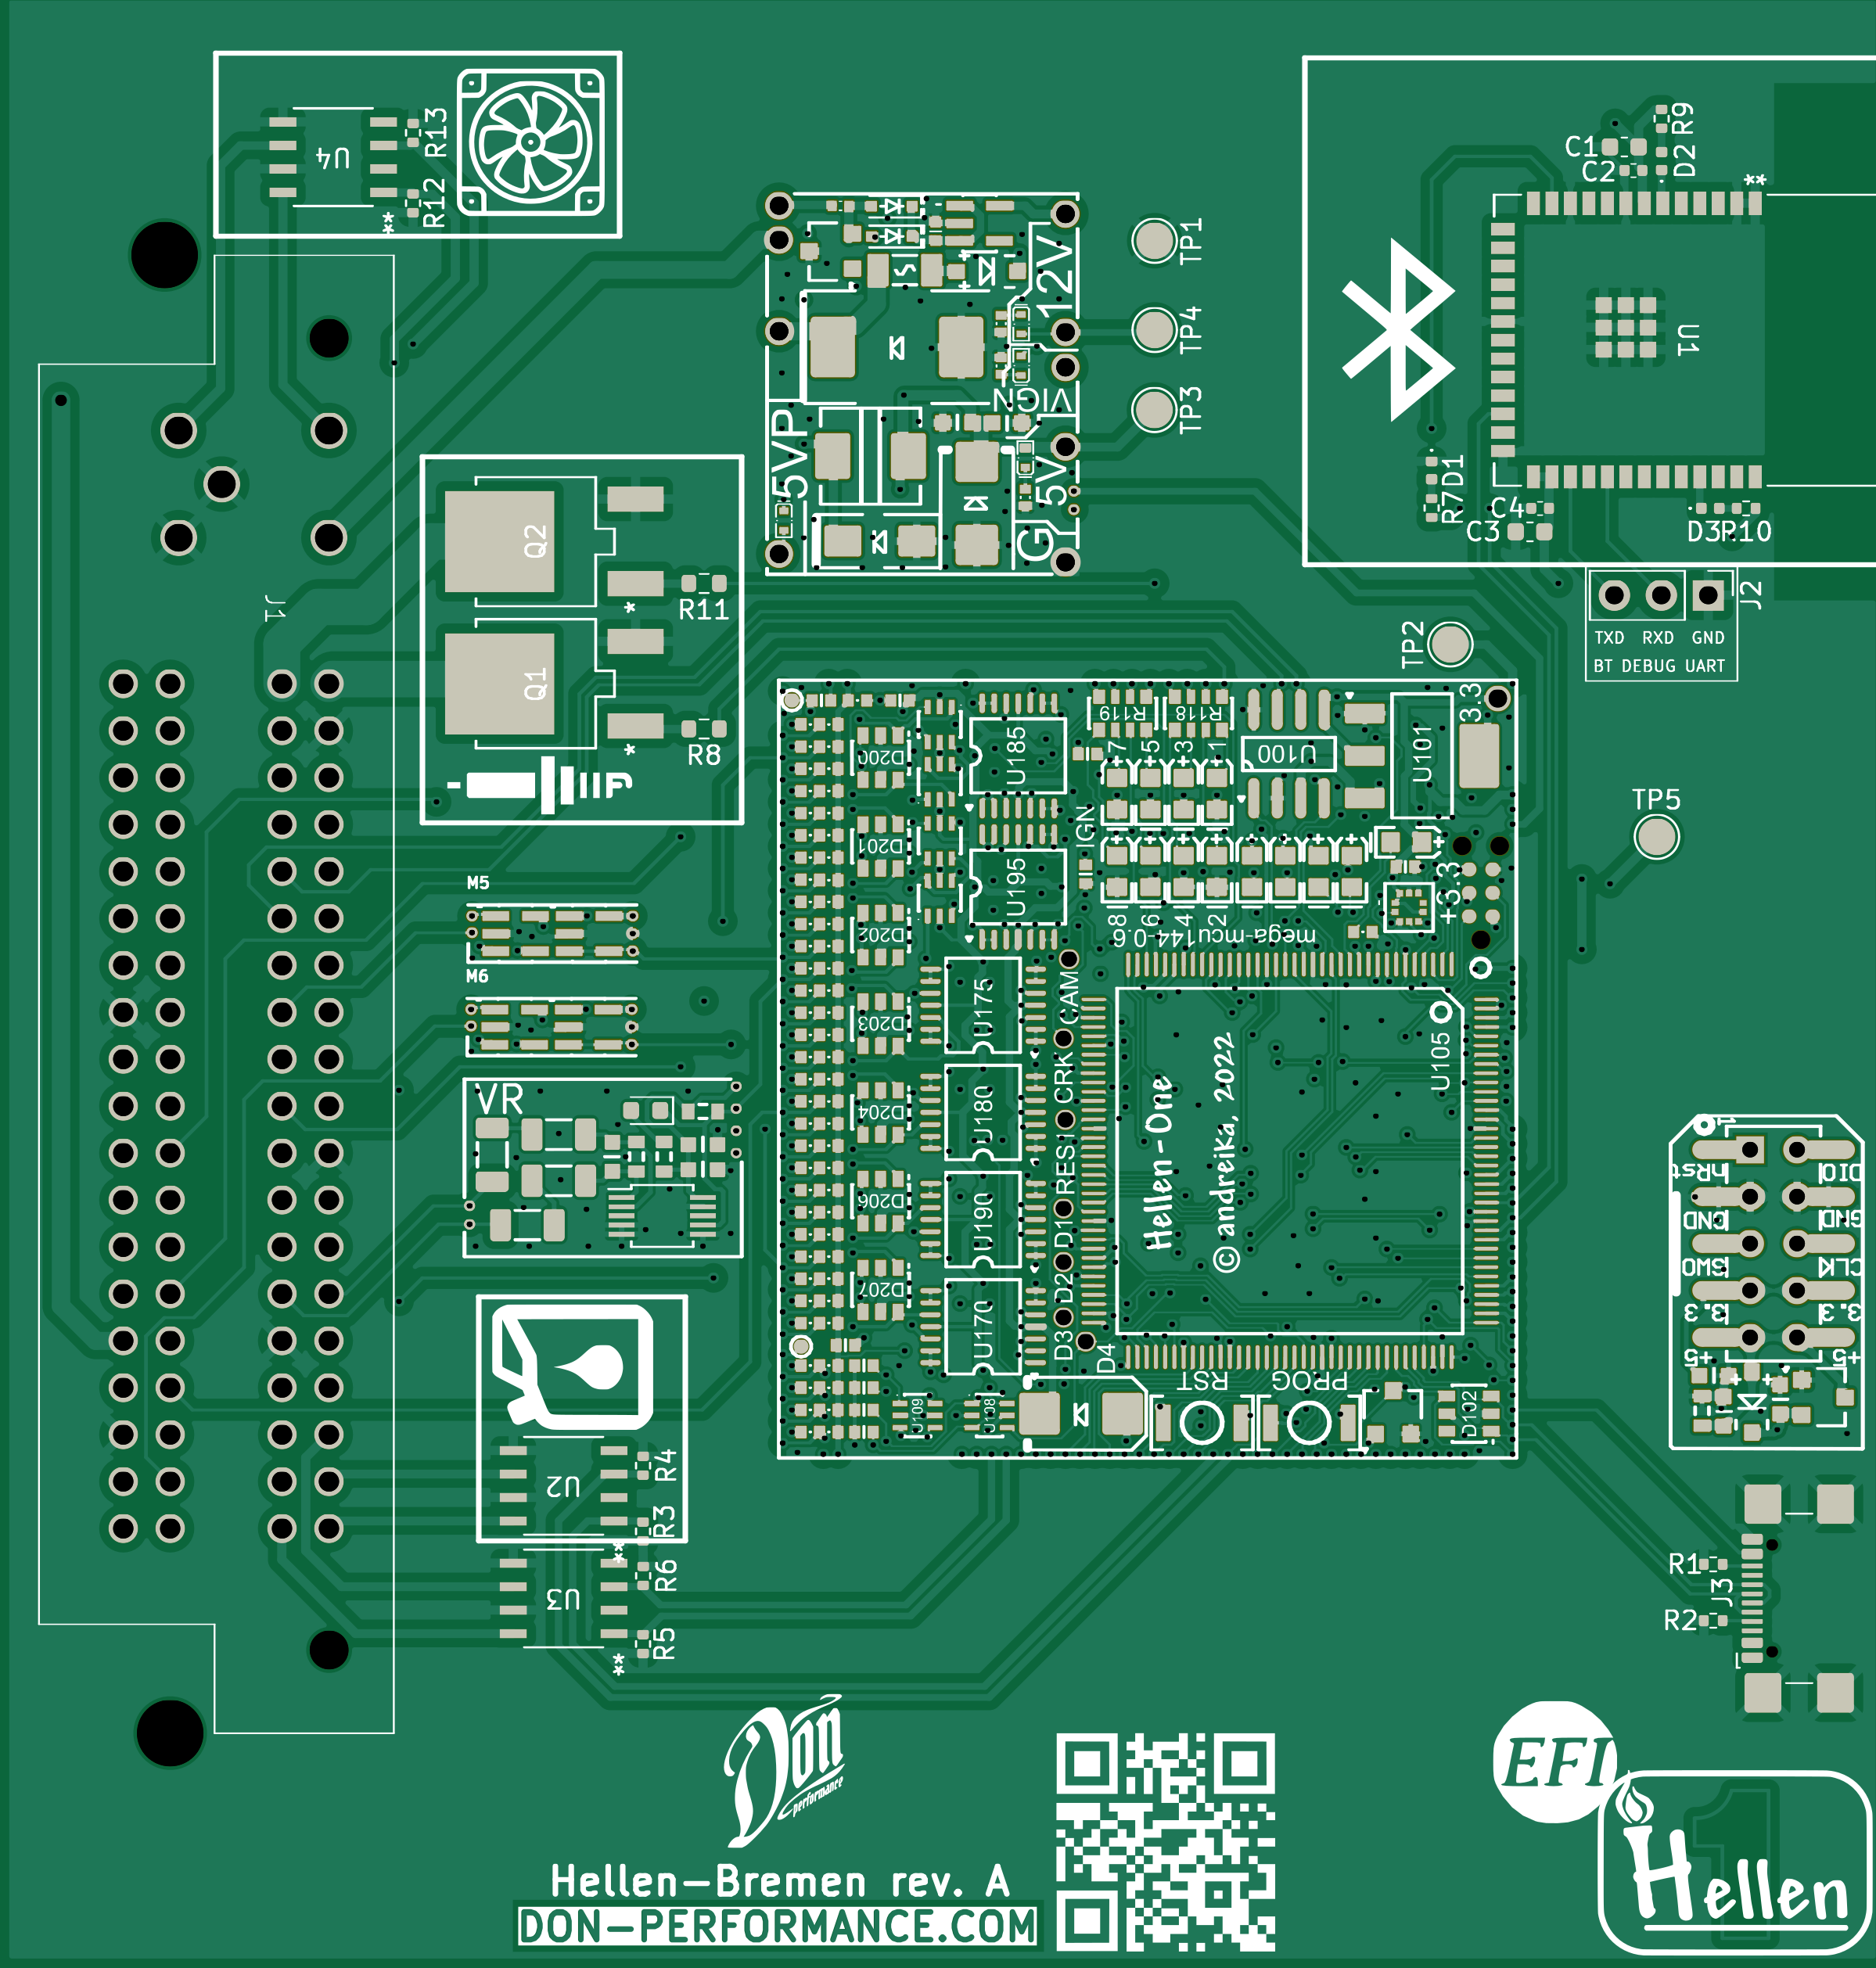 U4
R13
R12
**
C1
C2
R9
D2
**
U1
D1
R7
C4
C3
D3
R10
J2
TXD RXD GND
BT DEBUG UART
12V
VIGN
5VP
5V
G
TP1
TP4
TP3
TP2
TP5
J1
Q2
*
R11
Q1
*
R8
M5
M6
VR
R119
R118
7
5
3
1
U100
U101
3.3
+3.3
IGN
8
6
4
2
mega-mcu144-0.6
D200
D201
D202
D203
D204
D206
D207
U185
U195
U175
U180
U190
U170
CAM
CRK
RES
D1
D2
D3
D4
U105
Hellen-One
© andreika, 2022
U109
U108
RST
PROG
D102
1
nRst
DIO
GND
GND
SWO
CLK
3.3
3.3
+5
+5
U2
R4
R3
**
R6
U3
R5
**
R1
J3
R2
1
Don
performance
Hellen-Bremen rev. A
DON-PERFORMANCE.COM
EFI
1
Hellen